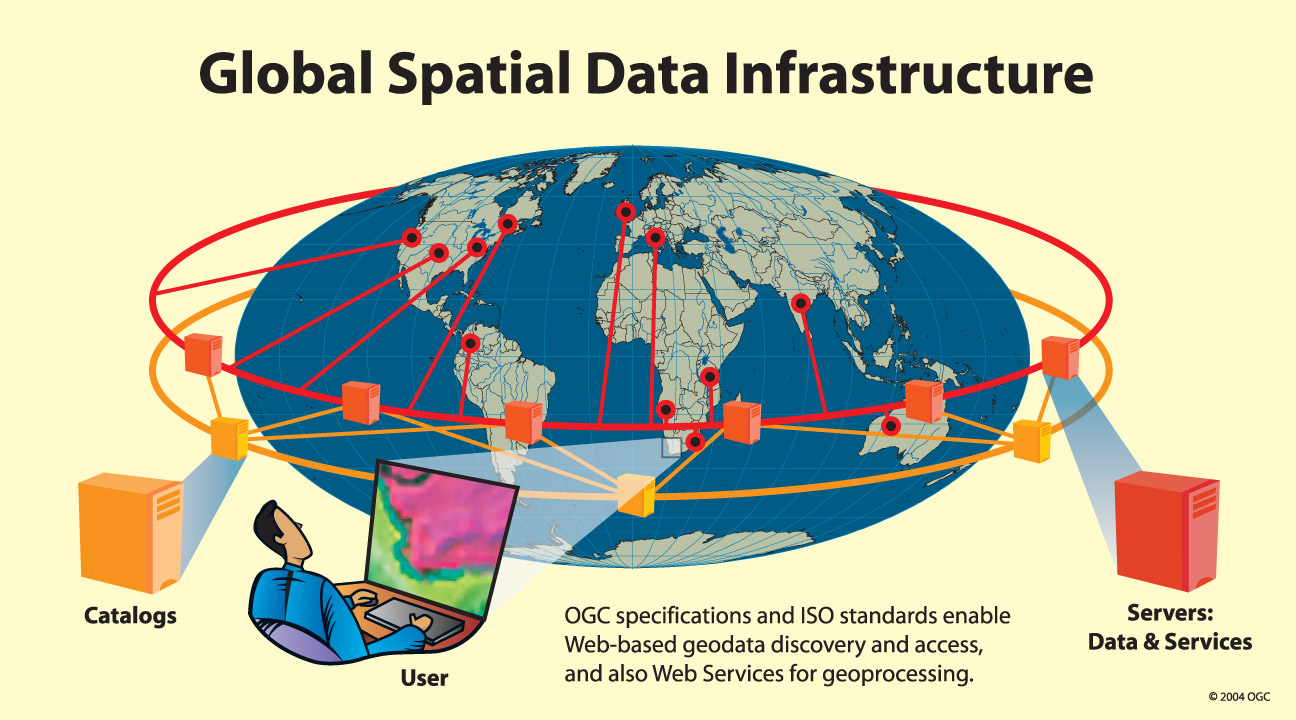 Global Spatial Data Infrastructure
Catalogs
User
OGC specifications and ISO standards enable
Web-based geodata discovery and access,
and also Web Services for geoprocessing.
Servers:
Data & Services
© 2004 OGC